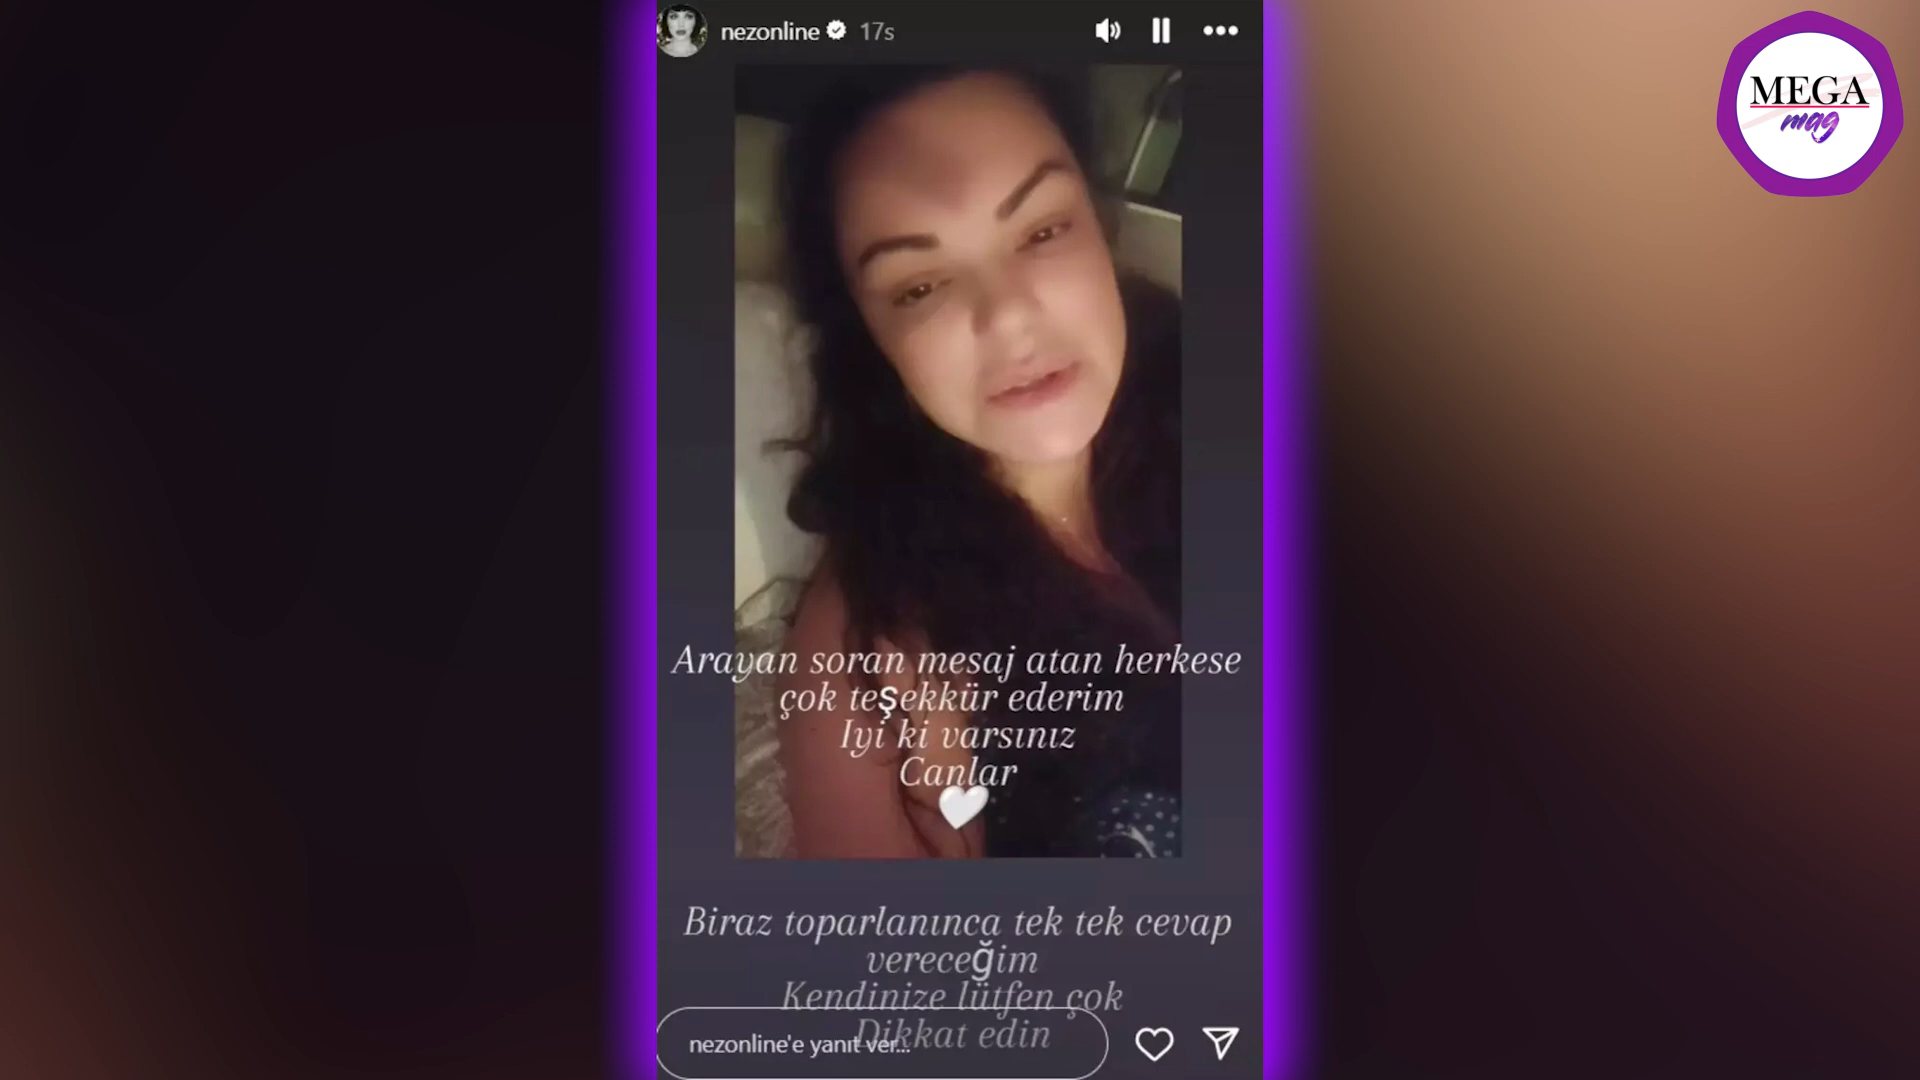 nezonline 17s
MEGA
mag
Arayan soran mesaj atan herkese
çok teşekkür ederim
Iyi ki varsınız
Canlar
🤍
Biraz toparlanınca tek tek cevap
vereceğim
Kendinize lütfen çok
Dikkat edin
nezonline'e yanıt ver...